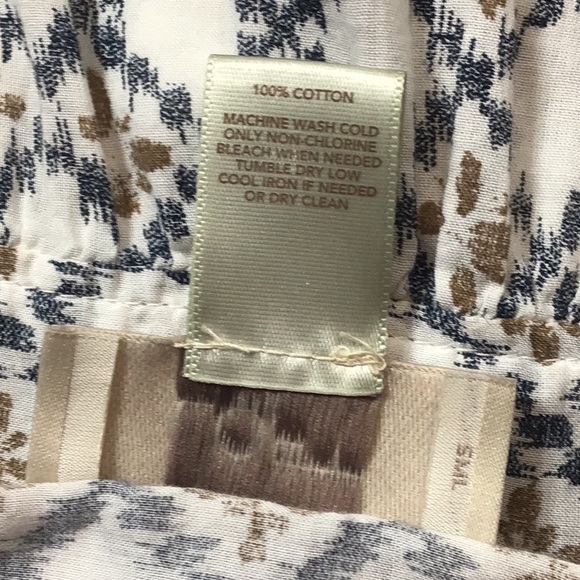 100% COTTON
MACHINE WASH COLD
ONLY NON-CHLORINE
BLEACH WHEN NEEDED
TUMBLE DRY LOW
COOL IRON IF NEEDED
OR DRY CLEAN
SML